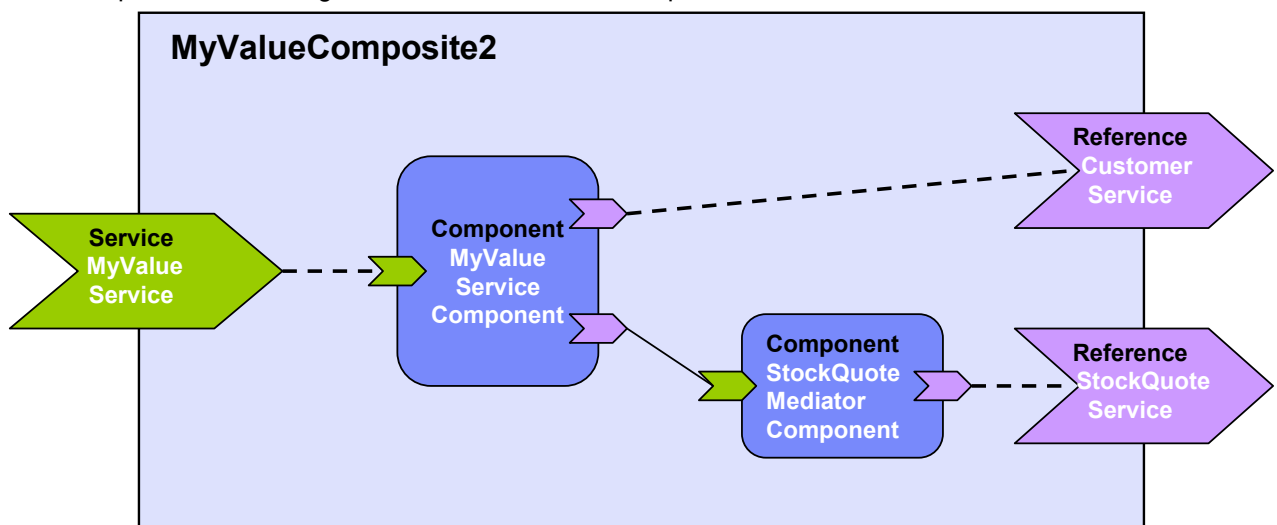 MyValueComposite2
Reference
Customer
Service
Service
MyValue
Service
Component
MyValue
Service
Component
Component
StockQuote
Mediator
Component
Reference
StockQuote
Service